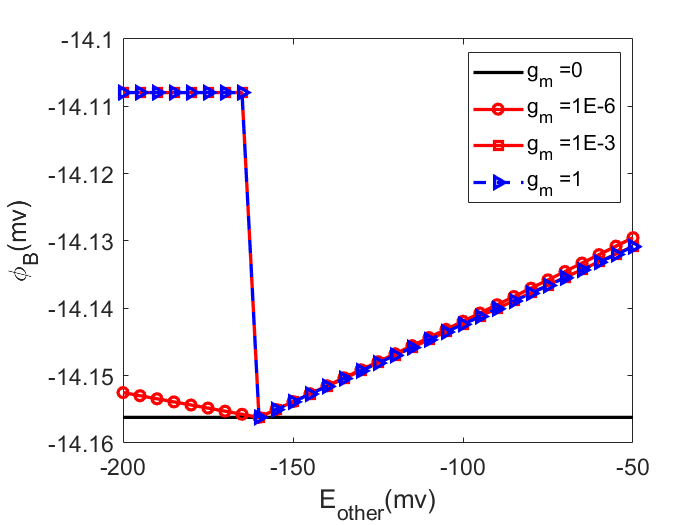 -14.1
-14.11
-14.12
-14.13
-14.14
-14.15
-14.16
ϕB(mv)
-200
-150
-100
-50
Eother(mv)
gm =0
gm =1E-6
gm =1E-3
gm =1